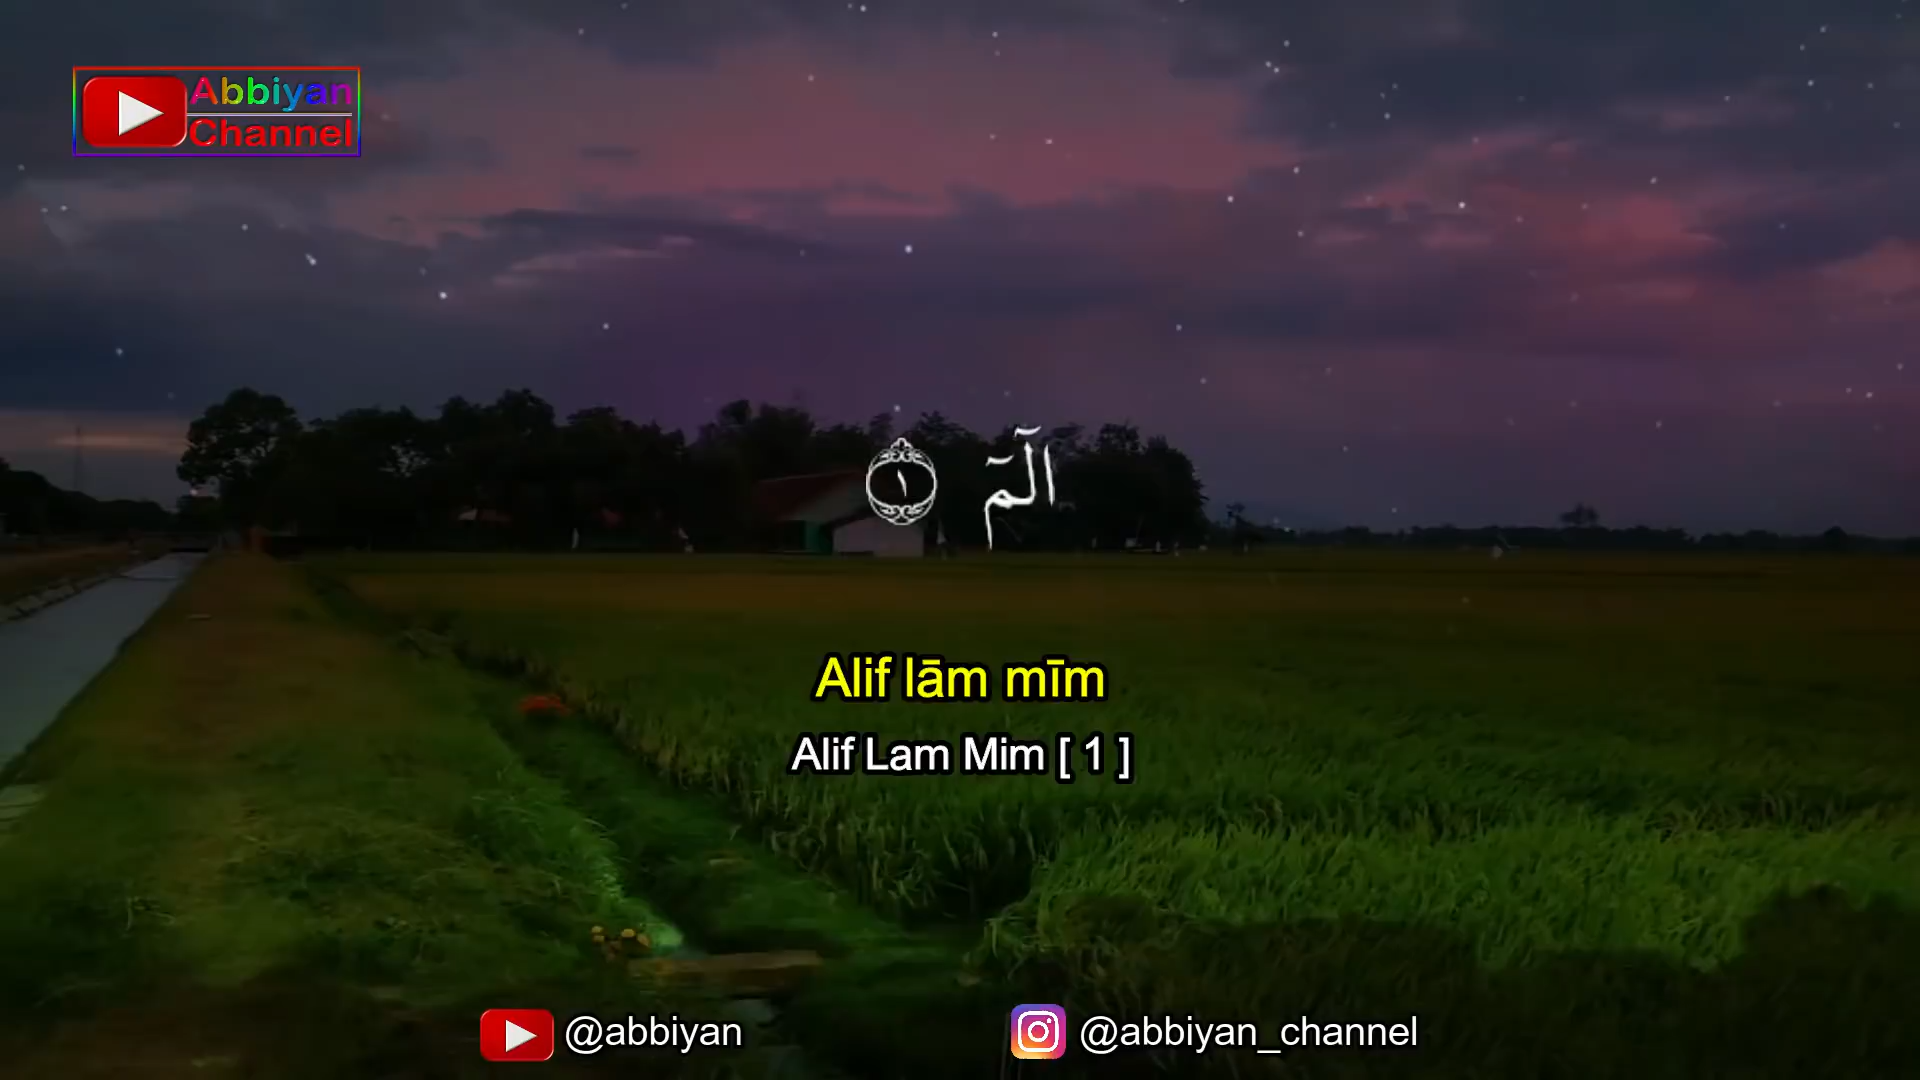 Abbiyan
Channel
الٓمٓ ١
Alif lām mīm
Alif Lam Mim [ 1 ]
@abbiyan
@abbiyan_channel